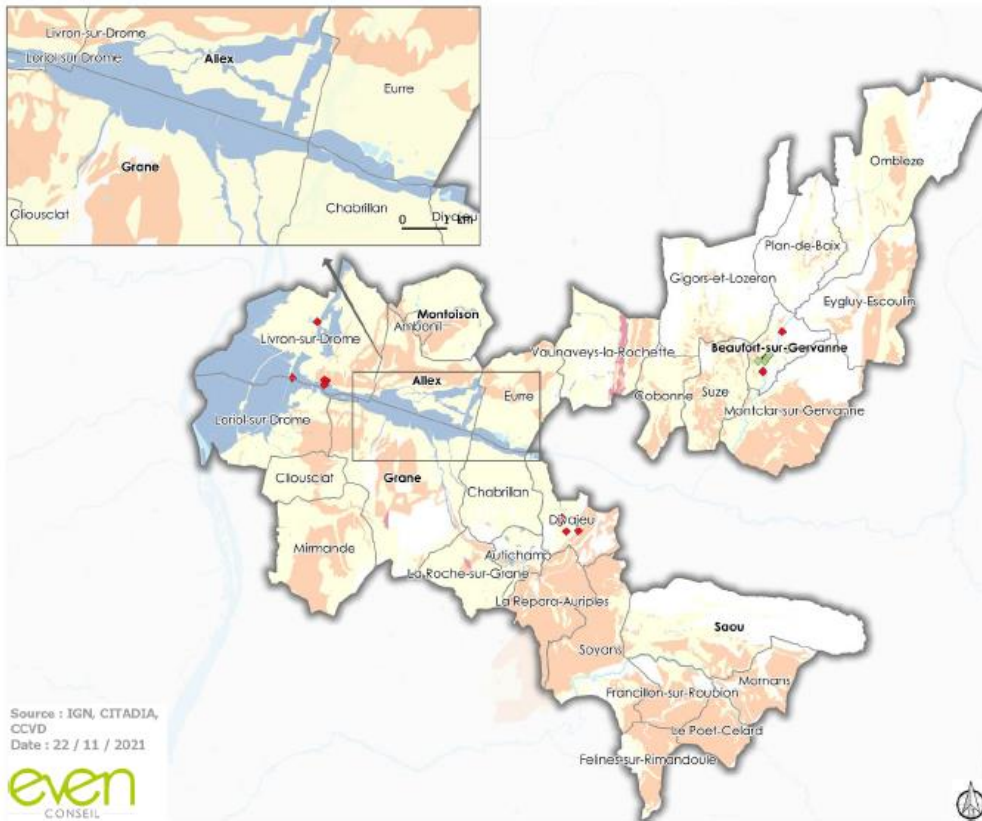 Livron-sur-Drome
Loriol sur Drome
Allex
Eurre
Grane
Cliousclat
Chabrillan
Divajeu
0 1 km
Ombleze
Plan-de-Baix
Gigors-et-Lozeron
Eygluy-Escoulin
Montoison
Ambonil
Livron-sur-Drome
Vaunaveys-la-Rochette
Beaufort-sur-Gervanne
Allex
Eurre
Suze
Cobonne
Montclar-sur-Gervanne
Loriol-sur-Drome
Cliousclat
Grane
Chabrillan
Divajeu
Mirmande
Autichamp
La Roche-sur-Grane
La Repara-Auriples
Saou
Soyans
Mornans
Francillon-sur-Roubion
Le Poet-Celard
Felines-sur-Rimandoule
Source : IGN, CITADIA,
CCVD
Date : 22 / 11 / 2021
even
CONSEIL